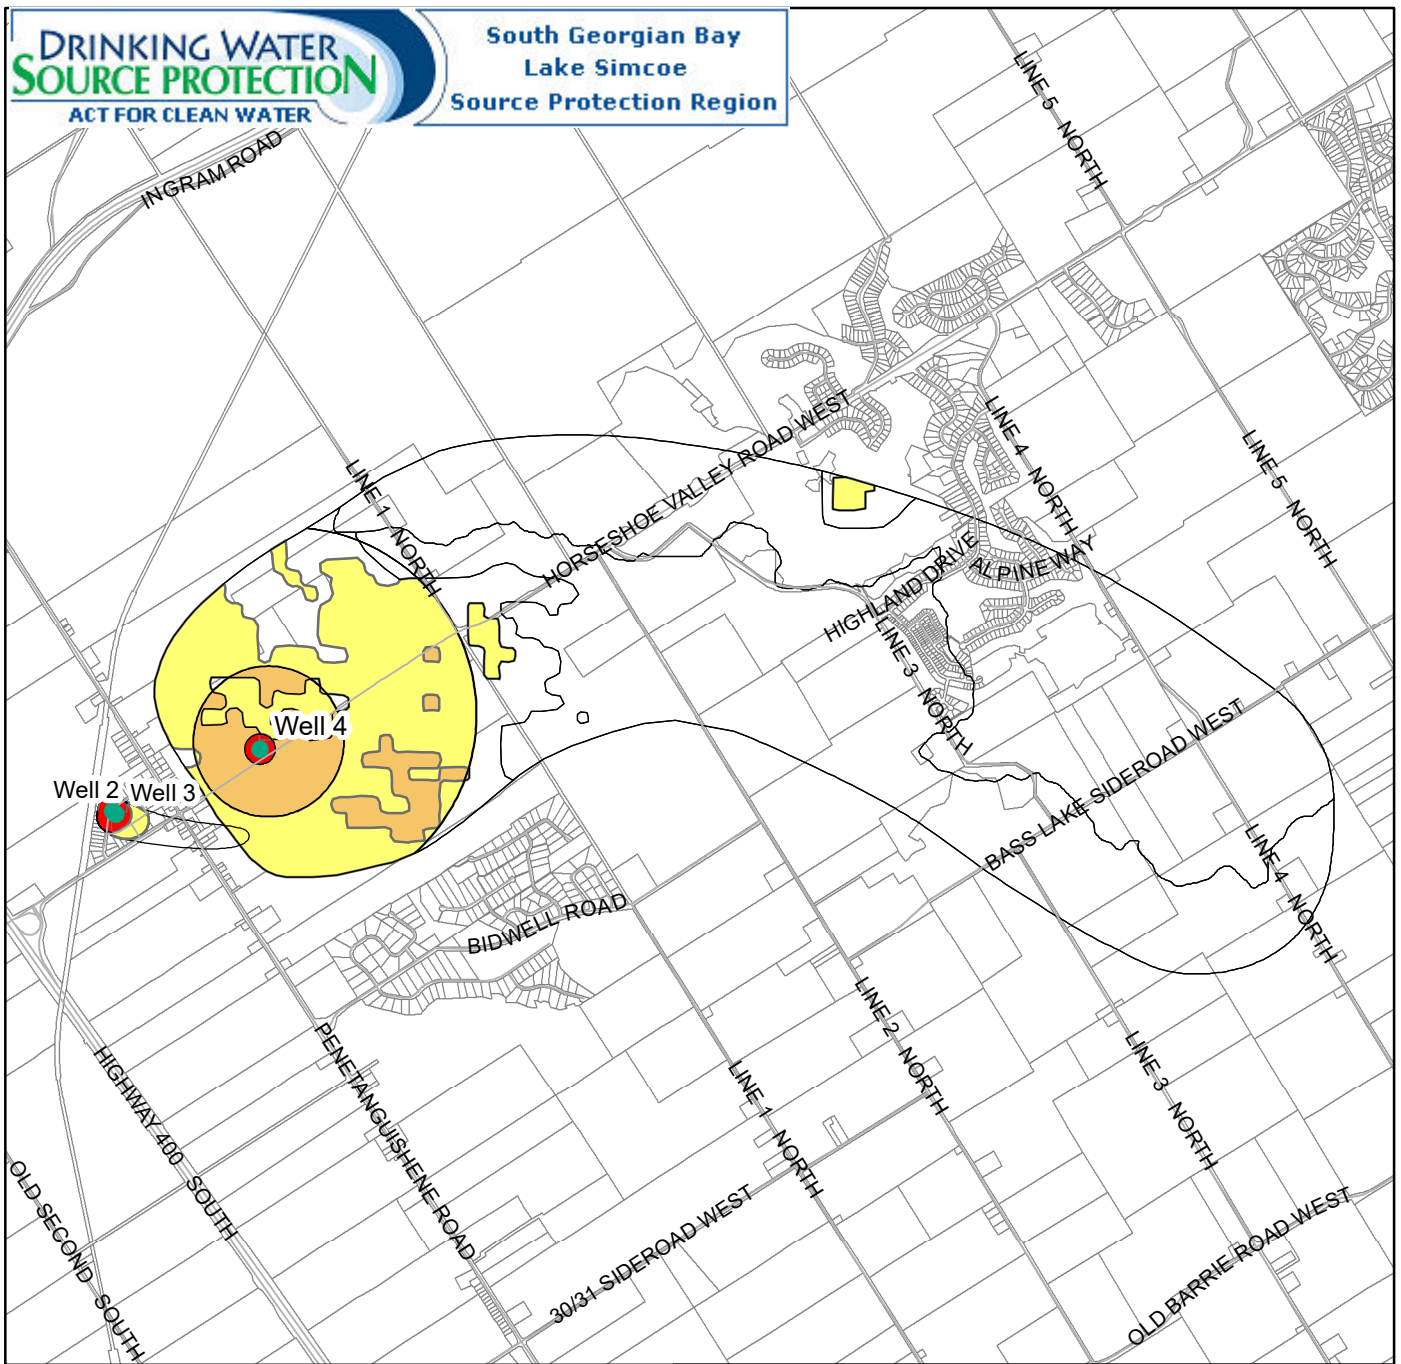 DRINKING WATER
SOURCE PROTECTION
ACT FOR CLEAN WATER
South Georgian Bay
Lake Simcoe
Source Protection Region
INGRAM ROAD
LINE 5 NORTH
LINE 1 NORTH
HORSESHOE VALLEY ROAD WEST
LINE 4 NORTH
LINE 5 NORTH
HIGHLAND DRIVE
ALPINE WAY
LINE 3 NORTH
Well 4
Well 2
Well 3
BASS LAKE SIDEROAD WEST
LINE 4 NORTH
BIDWELL ROAD
LINE 2 NORTH
PENETANGUISHENE ROAD
HIGHWAY 400 SOUTH
LINE 1 NORTH
LINE 3 NORTH
OLD SECOND SOUTH
30/31 SIDEROAD WEST
OLD BARRIE ROAD WEST